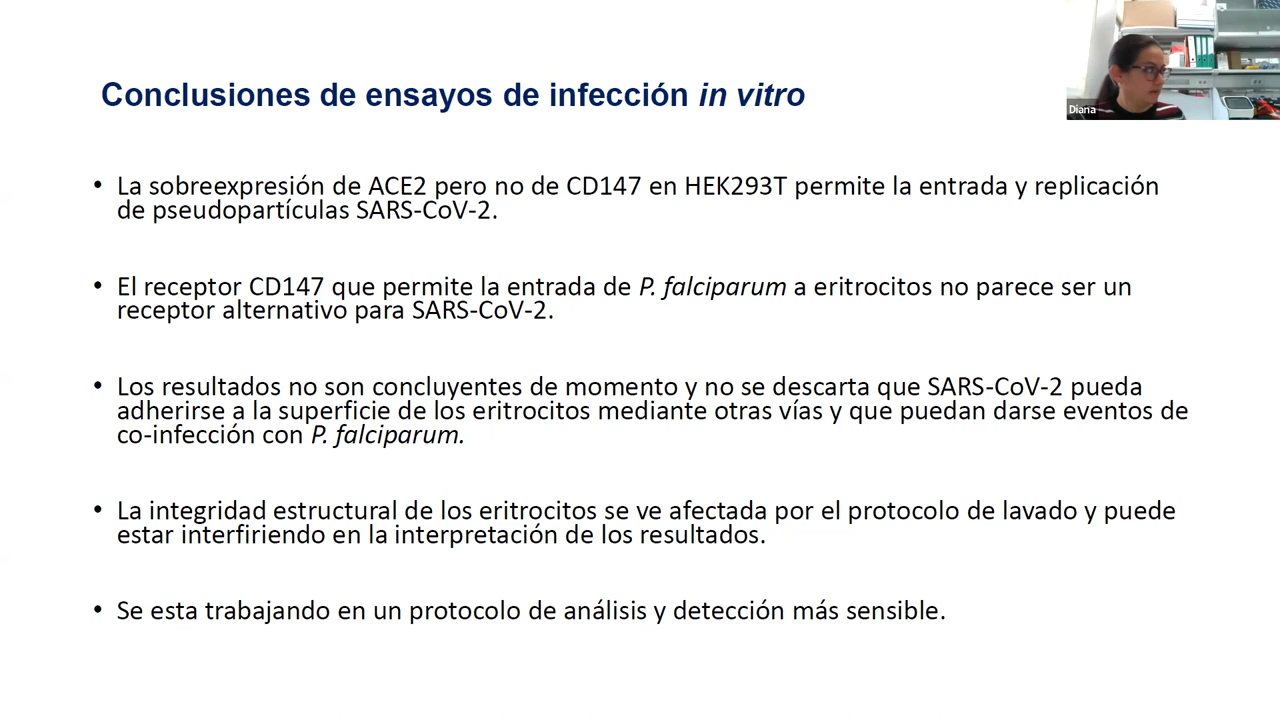 Conclusiones de ensayos de infección in vitro
Diana
• La sobreexpresión de ACE2 pero no de CD147 en HEK293T permite la entrada y replicación
de pseudopartículas SARS-CoV-2.
• El receptor CD147 que permite la entrada de P. falciparum a eritrocitos no parece ser un
receptor alternativo para SARS-CoV-2.
• Los resultados no son concluyentes de momento y no se descarta que SARS-CoV-2 pueda
adherirse a la superficie de los eritrocitos mediante otras vías y que puedan darse eventos de
co-infección con P. falciparum.
• La integridad estructural de los eritrocitos se ve afectada por el protocolo de lavado y puede
estar interfiriendo en la interpretación de los resultados.
• Se esta trabajando en un protocolo de análisis y detección más sensible.